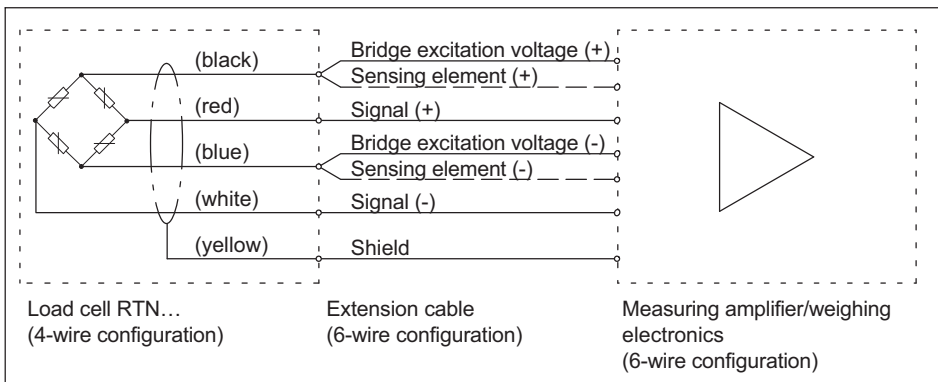 (black)
Bridge excitation voltage (+)
Sensing element (+)
(red)
Signal (+)
(blue)
Bridge excitation voltage (-)
Sensing element (-)
(white)
Signal (-)
(yellow)
Shield
Load cell RTN...
(4-wire configuration)
Extension cable
(6-wire configuration)
Measuring amplifier/weighing
electronics
(6-wire configuration)